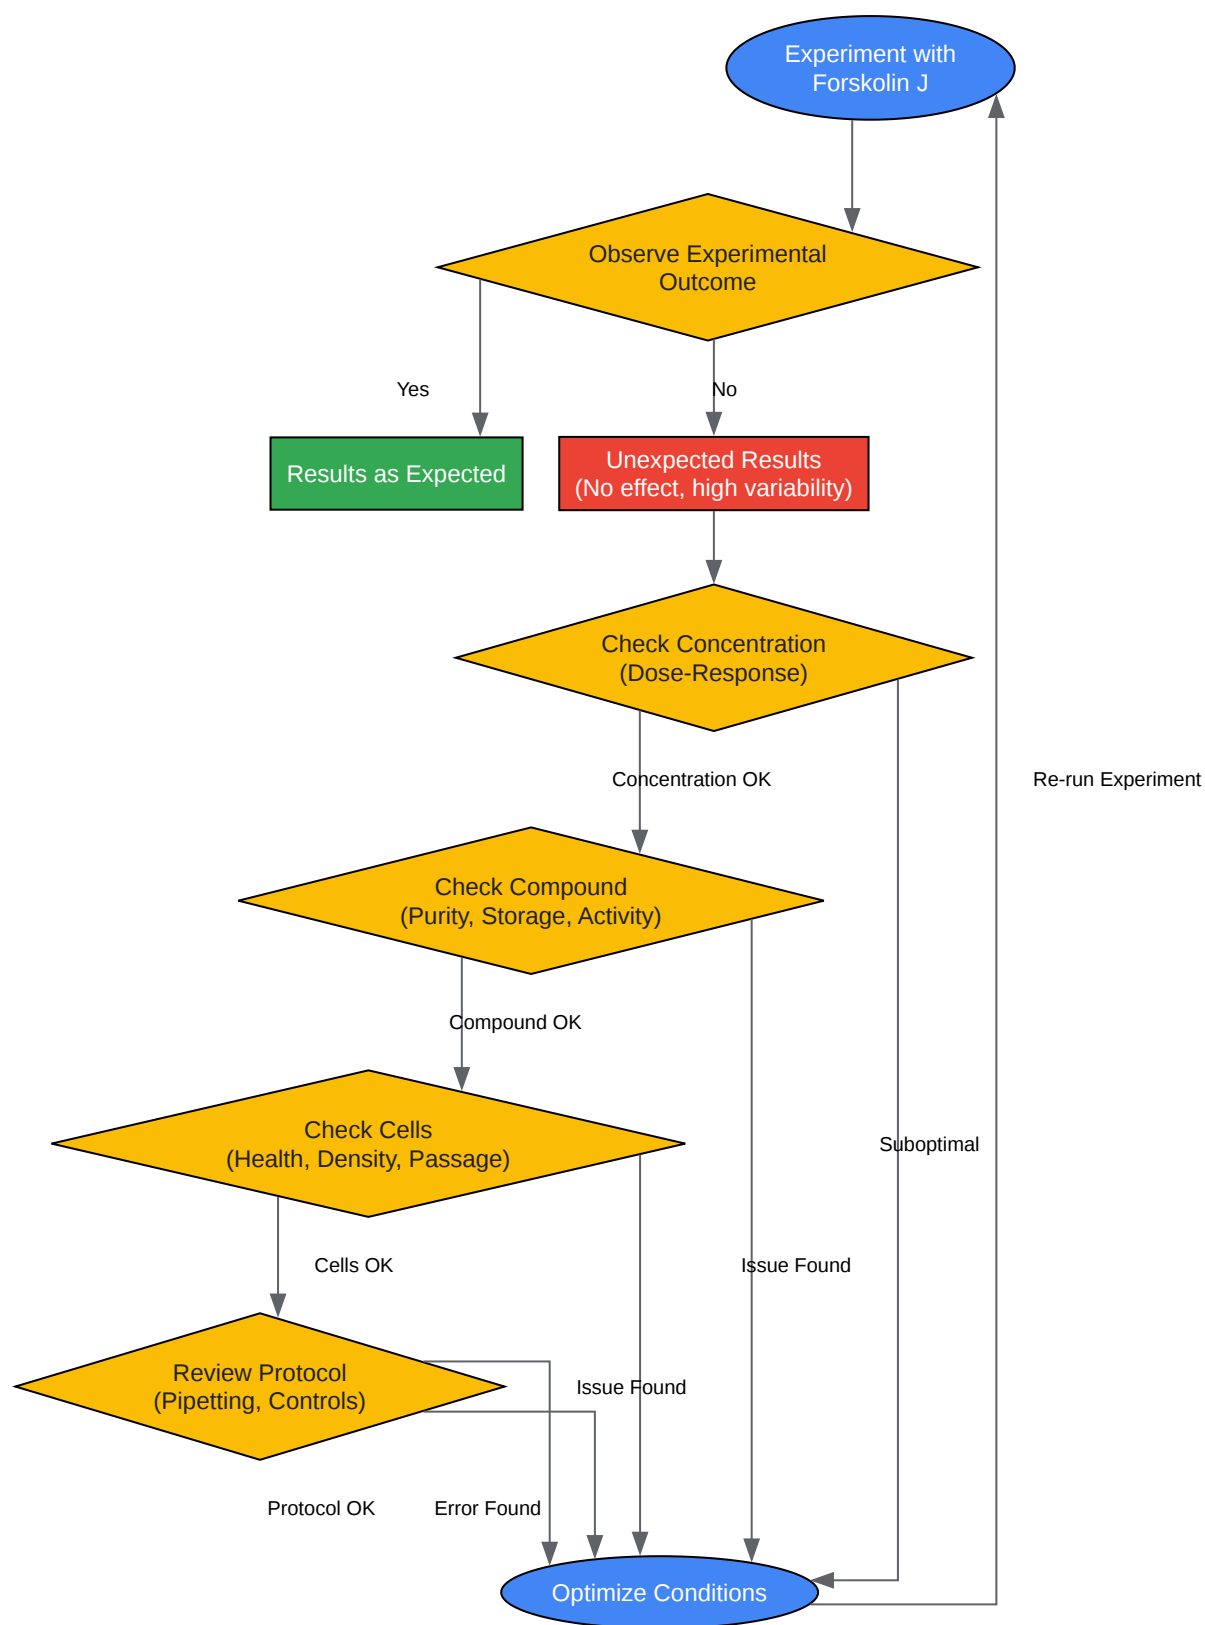 Experiment with
Forskolin J
Observe Experimental
Outcome
Yes
No
Results as Expected
Unexpected Results
(No effect, high variability)
Check Concentration
(Dose-Response)
Concentration OK
Re-run Experiment
Check Compound
(Purity, Storage, Activity)
Compound OK
Check Cells
(Health, Density, Passage)
Suboptimal
Cells OK
Issue Found
Review Protocol
(Pipetting, Controls)
Issue Found
Protocol OK
Error Found
Optimize Conditions